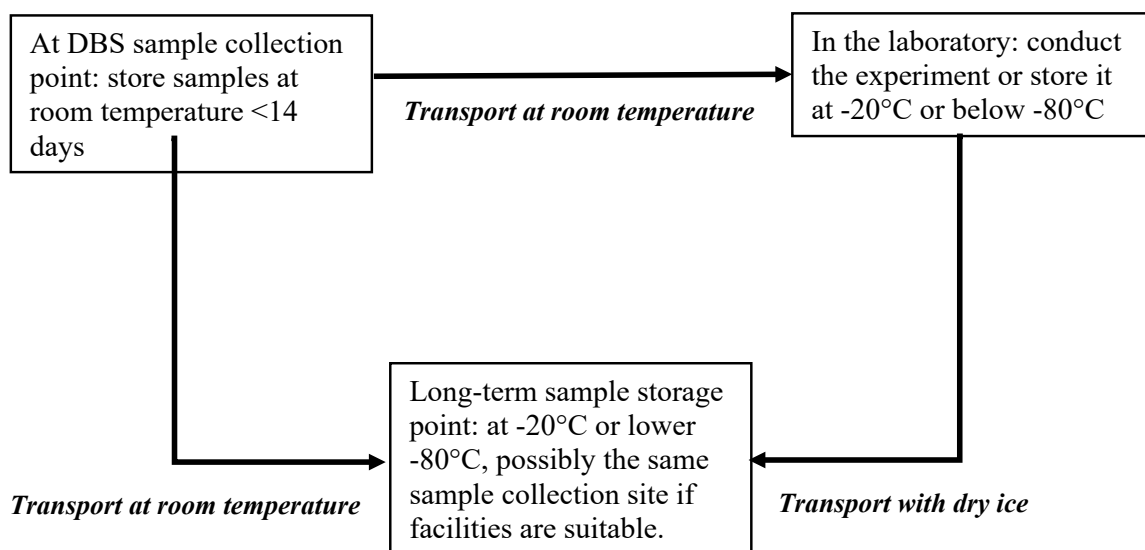 At DBS sample collection
point: store samples at
room temperature <14
days
Transport at room temperature
In the laboratory: conduct
the experiment or store it
at -20°C or below -80°C
Long-term sample storage
point: at -20°C or lower
-80°C, possibly the same
sample collection site if
facilities are suitable.
Transport at room temperature
Transport with dry ice